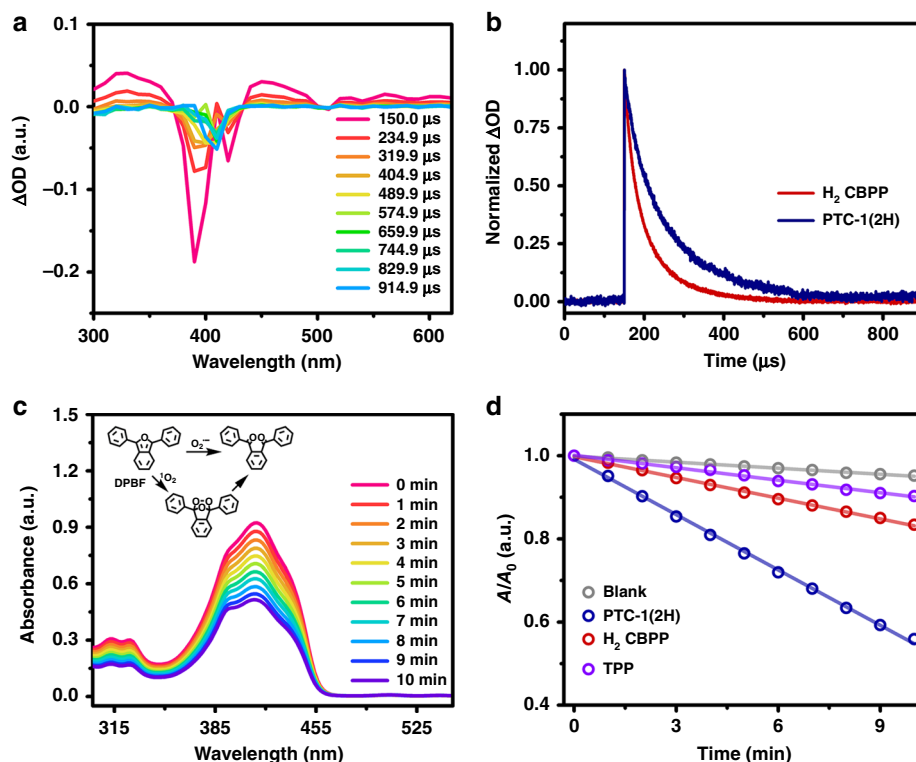 a
0.1
0.0
−0.1
−0.2
ΔOD (a.u.)
150.0 µs
234.9 µs
319.9 µs
404.9 µs
489.9 µs
574.9 µs
659.9 µs
744.9 µs
829.9 µs
914.9 µs
300 400 500 600
Wavelength (nm)
b
1.00
0.75
0.50
0.25
0.00
Normalized ΔOD
H₂ CBPP
PTC-1(2H)
0 200 400 600 800
Time (µs)
c
1.5
1.2
0.9
0.6
0.3
0.0
Absorbance (a.u.)
O
O₂·−
O O
DPBF
¹O₂
O-O
O
0 min
1 min
2 min
3 min
4 min
5 min
6 min
7 min
8 min
9 min
10 min
315 385 455 525
Wavelength (nm)
d
1.0
0.8
0.6
0.4
A/A₀ (a.u.)
Blank
PTC-1(2H)
H₂ CBPP
TPP
0 3 6 9
Time (min)